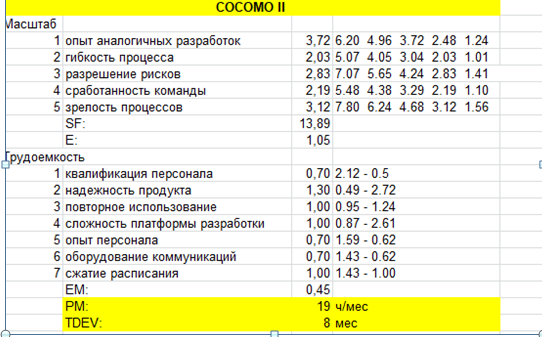 COCOMO II
Масштаб
1 опыт аналогичных разработок 3,72 6.20 4.96 3.72 2.48 1.24
2 гибкость процесса 2,03 5.07 4.05 3.04 2.03 1.01
3 разрешение рисков 2,83 7.07 5.65 4.24 2.83 1.41
4 сработанность команды 2,19 5.48 4.38 3.29 2.19 1.10
5 зрелость процессов 3,12 7.80 6.24 4.68 3.12 1.56
SF: 13,89
E: 1,05
Трудоемкость
1 квалификация персонала 0,70 2.12 - 0.5
2 надежность продукта 1,30 0.49 - 2.72
3 повторное использование 1,00 0.95 - 1.24
4 сложность платформы разработки 1,00 0.87 - 2.61
5 опыт персонала 0,70 1.59 - 0.62
6 оборудование коммуникаций 0,70 1.43 - 0.62
7 сжатие расписания 1,00 1.43 - 1.00
EM: 0,45
PM: 19 ч/мес
TDEV: 8 мес